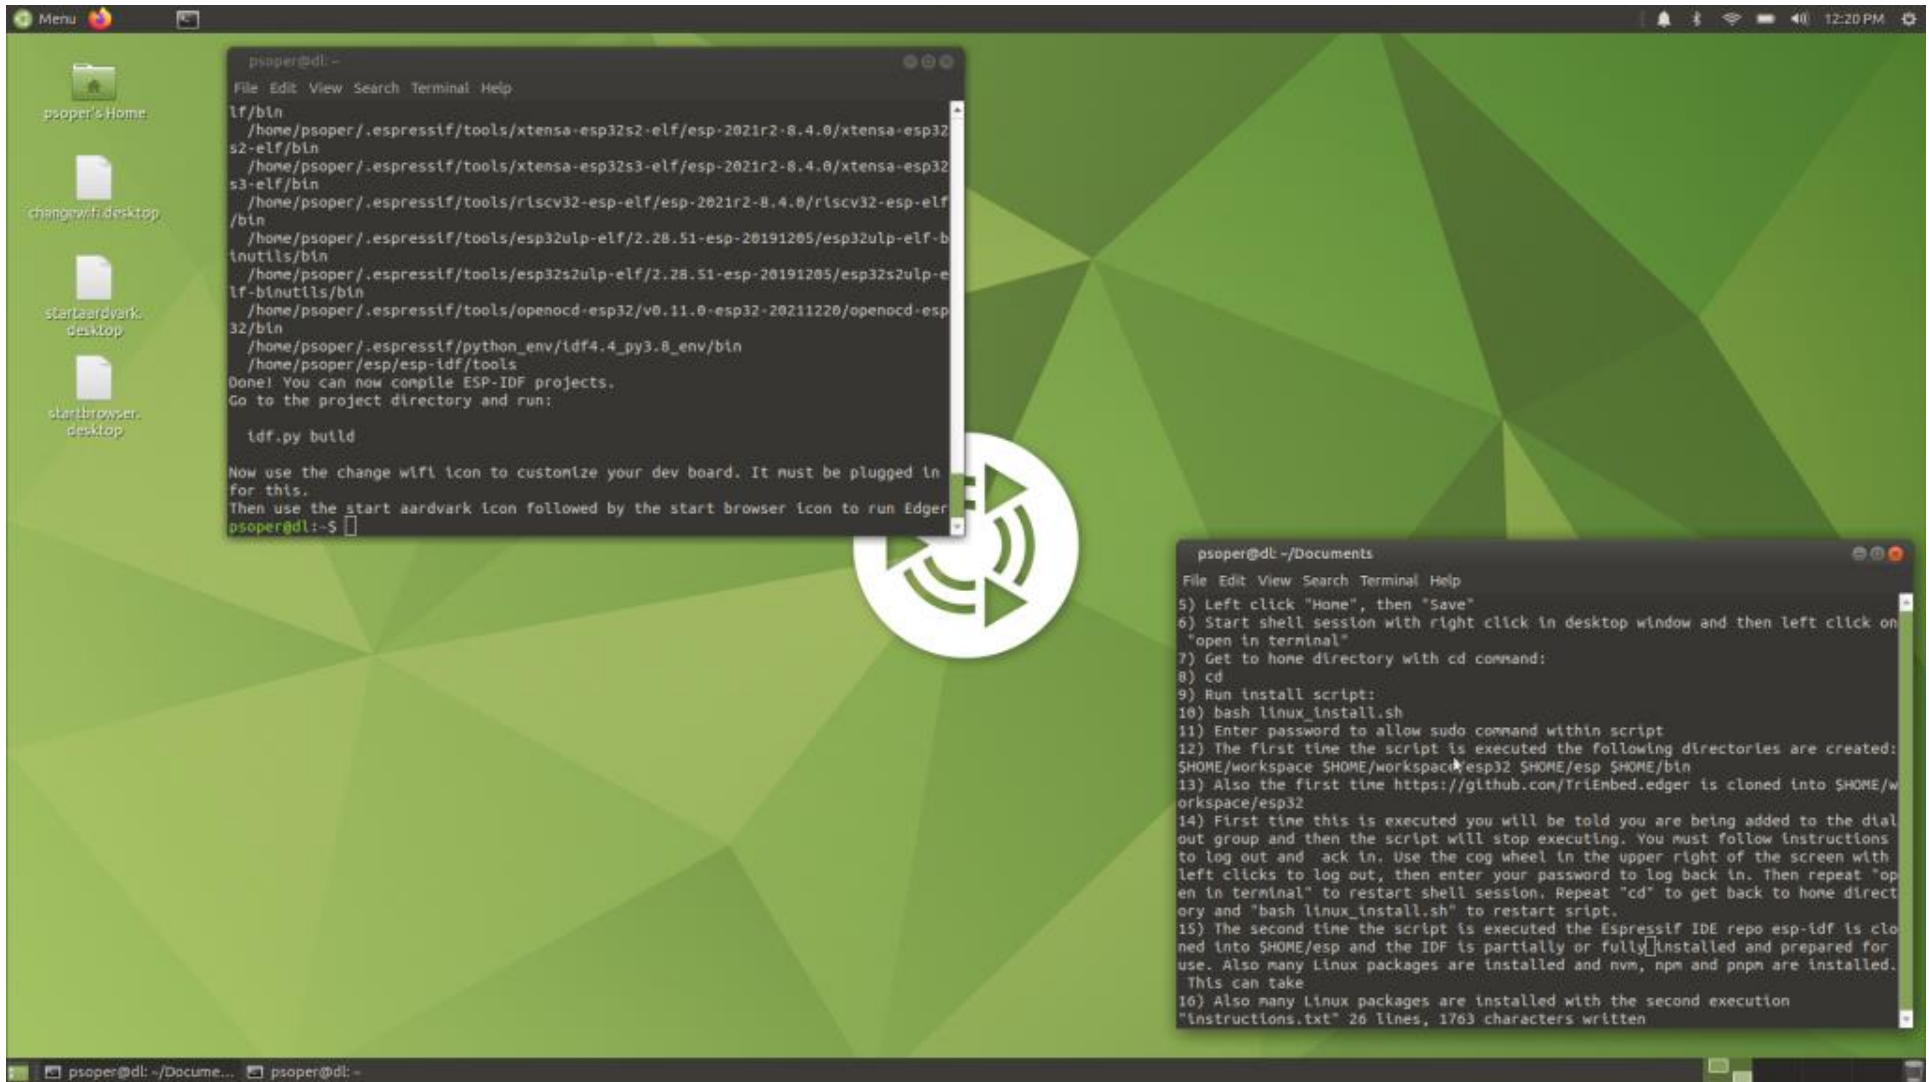 Menu
12:20 PM
psoper's Home
changewifi.desktop
startaardvark.
desktop
startbrowser.
desktop
psoper@dl: ~
File Edit View Search Terminal Help
lf/bin
/home/psoper/.espressif/tools/xtensa-esp32s2-elf/esp-2021r2-8.4.0/xtensa-esp32
s2-elf/bin
/home/psoper/.espressif/tools/xtensa-esp32s3-elf/esp-2021r2-8.4.0/xtensa-esp32
s3-elf/bin
/home/psoper/.espressif/tools/riscv32-esp-elf/esp-2021r2-8.4.0/riscv32-esp-elf
/bin
/home/psoper/.espressif/tools/esp32ulp-elf/2.28.51-esp-20191205/esp32ulp-elf-b
inutils/bin
/home/psoper/.espressif/tools/esp32s2ulp-elf/2.28.51-esp-20191205/esp32s2ulp-e
lf-binutils/bin
/home/psoper/.espressif/tools/openocd-esp32/v0.11.0-esp32-20211220/openocd-esp
32/bin
/home/psoper/.espressif/python_env/idf4.4_py3.8_env/bin
/home/psoper/esp/esp-idf/tools
Done! You can now compile ESP-IDF projects.
Go to the project directory and run:
idf.py build
Now use the change wifi icon to customize your dev board. It must be plugged in
for this.
Then use the start aardvark icon followed by the start browser icon to run Edger
psoper@dl:~$
psoper@dl: ~/Documents
File Edit View Search Terminal Help
5) Left click "Home", then "Save"
6) Start shell session with right click in desktop window and then left click on
"open in terminal"
7) Get to home directory with cd command:
8) cd
9) Run install script:
10) bash linux_install.sh
11) Enter password to allow sudo command within script
12) The first time the script is executed the following directories are created:
$HOME/workspace $HOME/workspace/esp32 $HOME/esp $HOME/bin
13) Also the first time https://github.com/TriEmbed.edger is cloned into $HOME/w
orkspace/esp32
14) First time this is executed you will be told you are being added to the dial
out group and then the script will stop executing. You must follow instructions
to log out and  ack in. Use the cog wheel in the upper right of the screen with
left clicks to log out, then enter your password to log back in. Then repeat "op
en in terminal" to restart shell session. Repeat "cd" to get back to home direct
ory and "bash linux_install.sh" to restart sript.
15) The second time the script is executed the Espressif IDE repo esp-idf is clo
ned into $HOME/esp and the IDF is partially or fully installed and prepared for
use. Also many Linux packages are installed and nvm, npm and pnpm are installed.
This can take
16) Also many Linux packages are installed with the second execution
"instructions.txt" 26 lines, 1763 characters written
psoper@dl: ~/Docume...
psoper@dl: ~